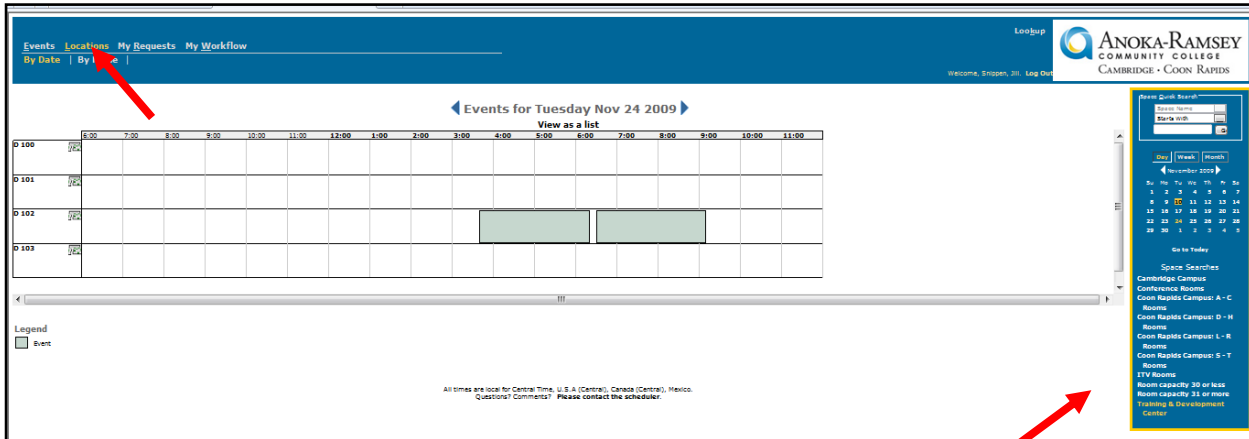 Lookup
ANOKA-RAMSEY
COMMUNITY COLLEGE
CAMBRIDGE • COON RAPIDS
Events Locations My Requests My Workflow
By Date |
Welcome, Snippen, Jill. Log Out
Events for Tuesday Nov 24 2009
View as a list
6:00 7:00 8:00 9:00 10:00 11:00 12:00 1:00 2:00 3:00 4:00 5:00 6:00 7:00 8:00 9:00 10:00 11:00
D 100
D 101
D 102
D 103
Legend
Event
All times are local for Central Time, U.S.A (Central), Canada (Central), Mexico.
Questions? Comments? Please contact the scheduler.
Space Quick Search
Space Name
Starts With
Day Week Month
November 2009
Su Mo Tu We Th Fr Sa
1 2 3 4 5 6 7
8 9 10 11 12 13 14
15 16 17 18 19 20 21
22 23 24 25 26 27 28
29 30 1 2 3 4 5
Go to Today
Space Searches
Cambridge Campus
Conference Rooms
Coon Rapids Campus: A - C
Rooms
Coon Rapids Campus: D - H
Rooms
Coon Rapids Campus: L - R
Rooms
Coon Rapids Campus: S - T
Rooms
ITV Rooms
Room capacity 30 or less
Room capacity 31 or more
Training & Development
Center